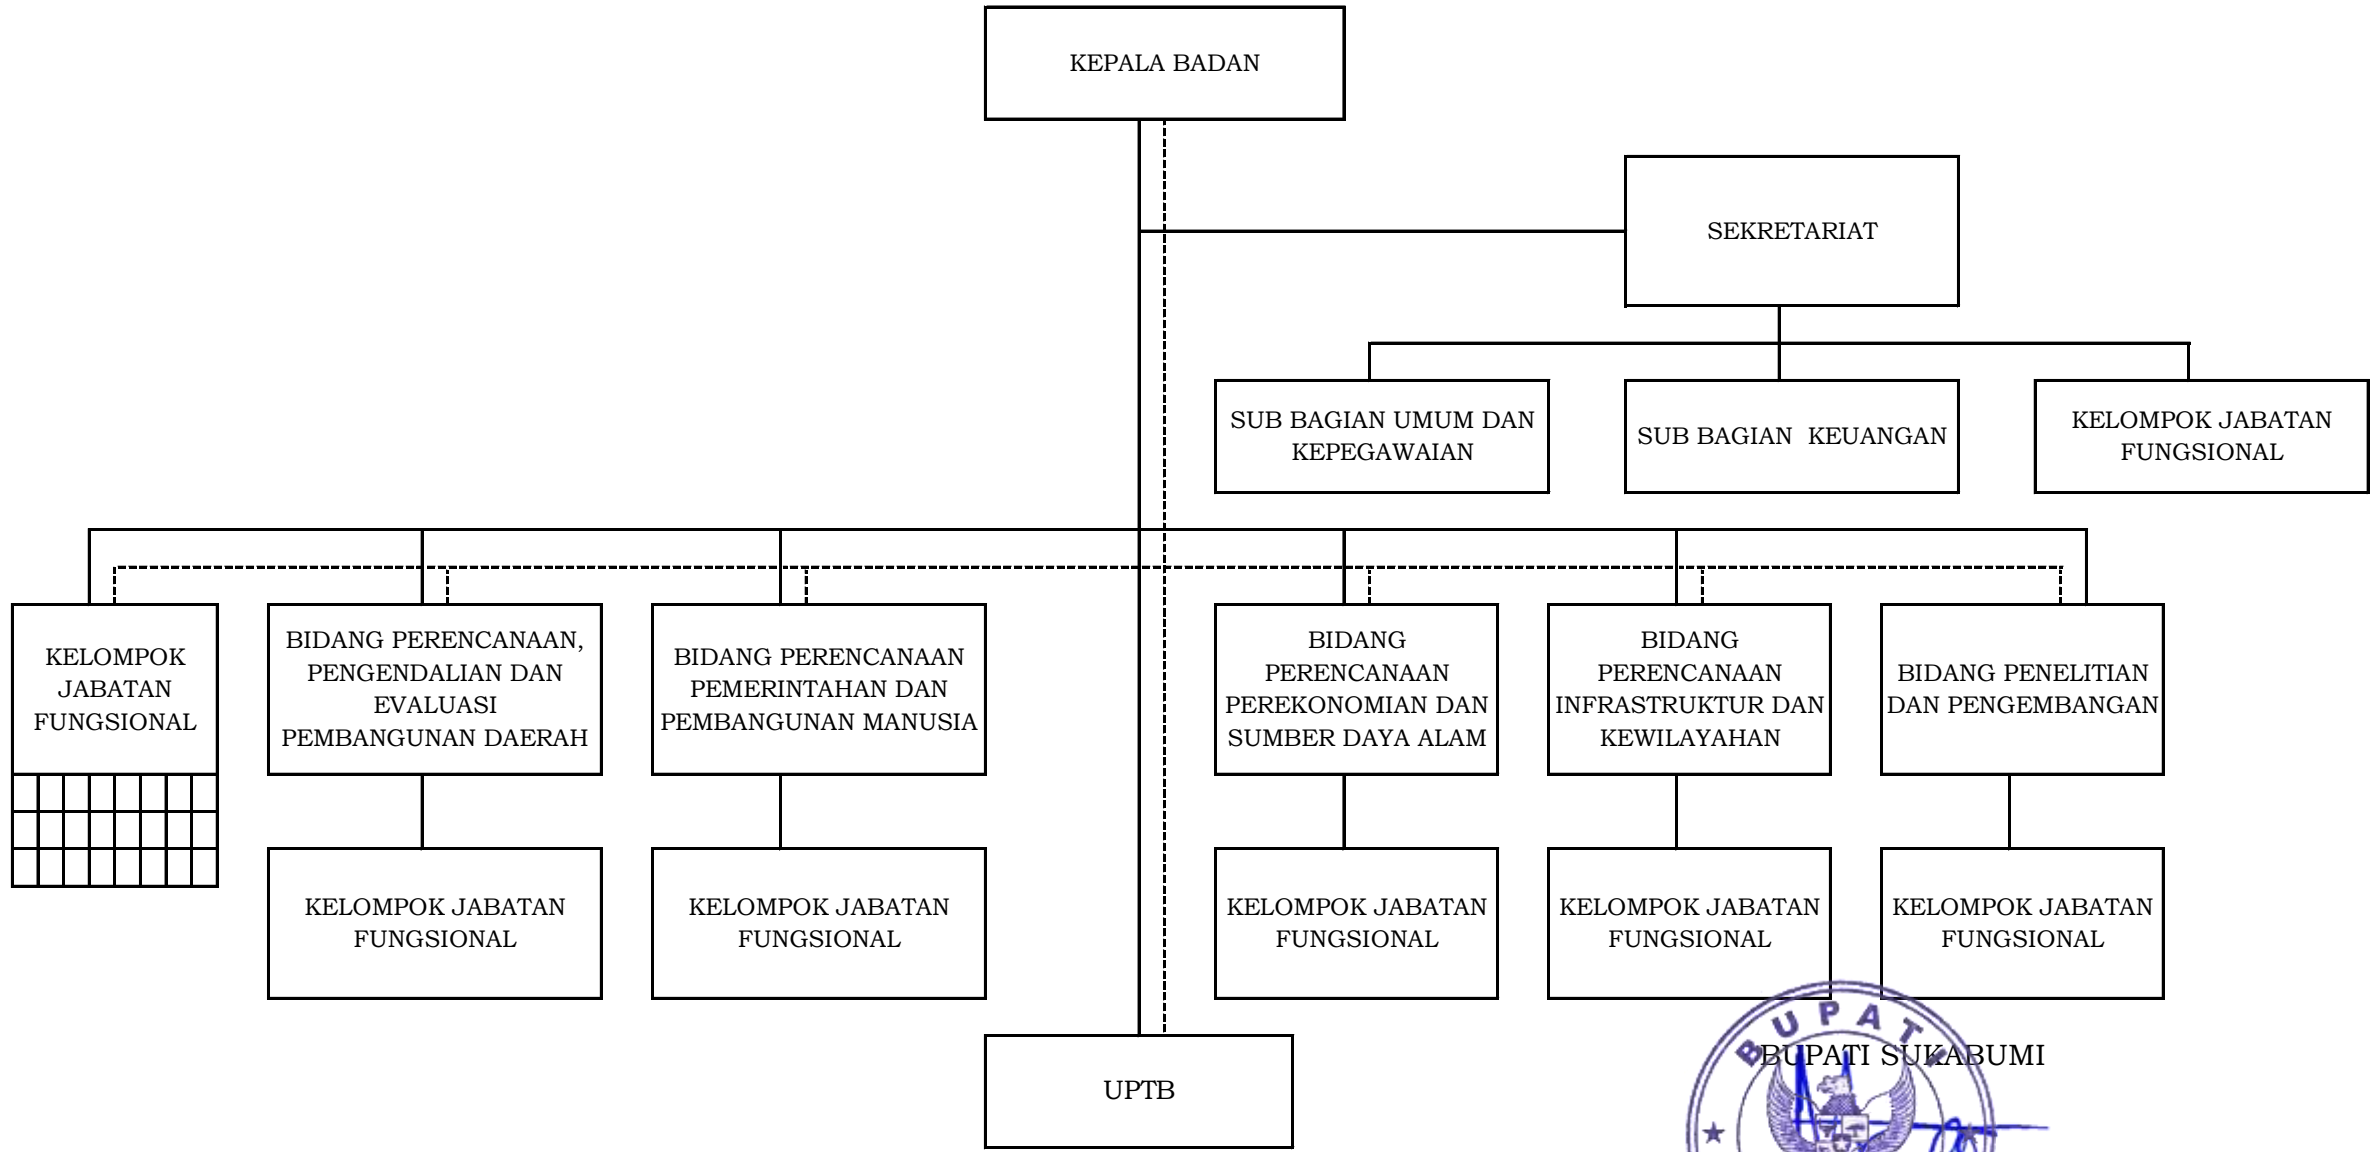 KEPALA BADAN
SEKRETARIAT
SUB BAGIAN UMUM DAN
KEPEGAWAIAN
SUB BAGIAN  KEUANGAN
KELOMPOK JABATAN
FUNGSIONAL
KELOMPOK
JABATAN
FUNGSIONAL
BIDANG PERENCANAAN,
PENGENDALIAN DAN
EVALUASI
PEMBANGUNAN DAERAH
BIDANG PERENCANAAN
PEMERINTAHAN DAN
PEMBANGUNAN MANUSIA
BIDANG
PERENCANAAN
PEREKONOMIAN DAN
SUMBER DAYA ALAM
BIDANG
PERENCANAAN
INFRASTRUKTUR DAN
KEWILAYAHAN
BIDANG PENELITIAN
DAN PENGEMBANGAN
KELOMPOK JABATAN
FUNGSIONAL
KELOMPOK JABATAN
FUNGSIONAL
KELOMPOK JABATAN
FUNGSIONAL
KELOMPOK JABATAN
FUNGSIONAL
KELOMPOK JABATAN
FUNGSIONAL
UPTB
BUPATI
BUPATI SUKABUMI